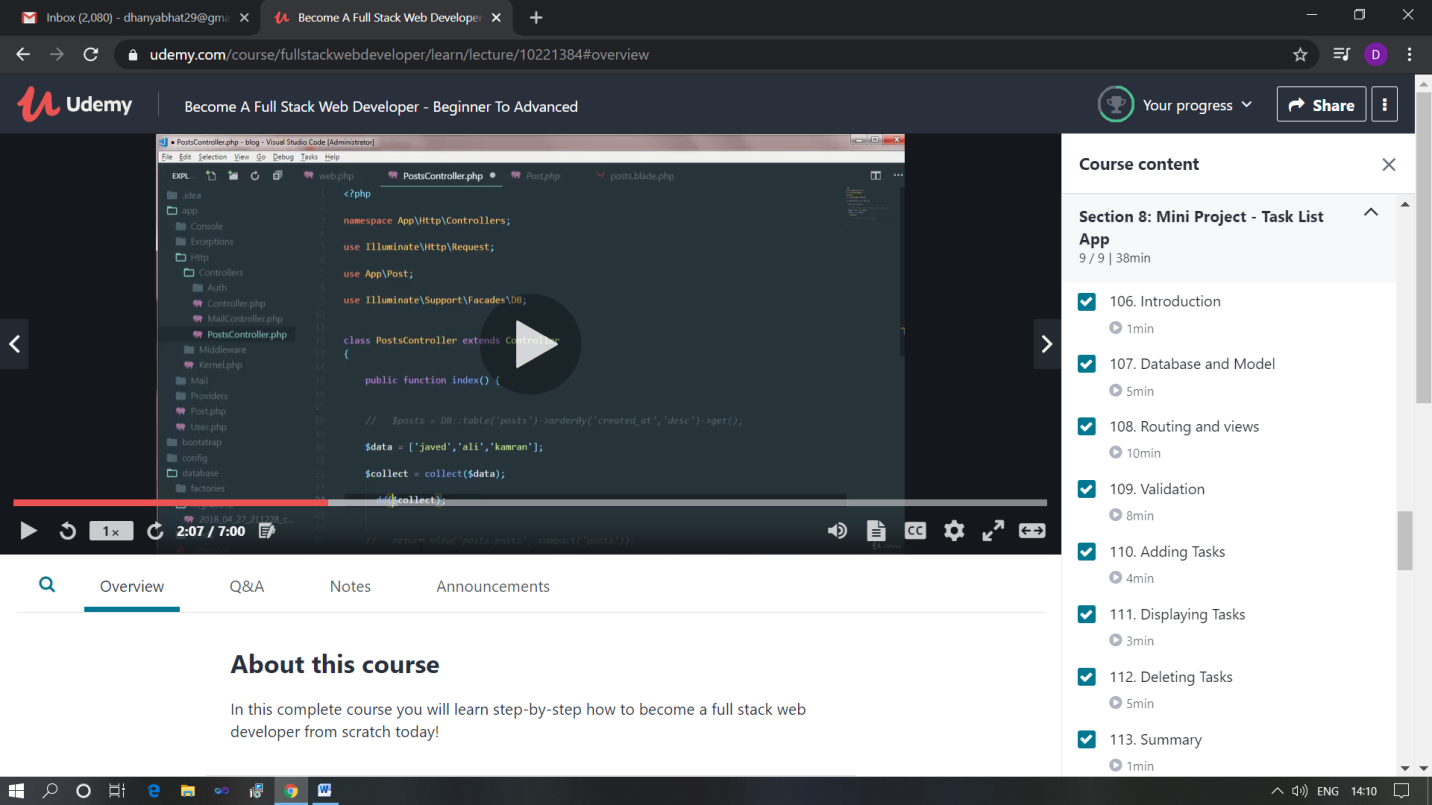 Inbox (2,080) - dhanyabhat29@gma
Become A Full Stack Web Developer
udemy.com/course/fullstackwebdeveloper/learn/lecture/10221384#overview
D
Udemy
Become A Full Stack Web Developer - Beginner To Advanced
Your progress
Share
PostsController.php - blog - Visual Studio Code [Administrator]
File Edit Selection View Go Debug Tasks Help
EXPL...
web.php
PostsController.php
Post.php
posts.blade.php
.idea
app
Console
Exceptions
Http
Controllers
Auth
Controller.php
MailController.php
PostsController.php
Middleware
Kernel.php
Mail
Providers
Post.php
User.php
bootstrap
config
database
factories
2018_04_27_211228_c...
<?php
namespace App\Http\Controllers;
use Illuminate\Http\Request;
use App\Post;
use Illuminate\Support\Facades\DB;
class PostsController extends Controller
{
public function index() {
// $posts = DB::table('posts')->orderBy('created_at','desc')->get();
$data = ['javed','ali','kamran'];
$collect = collect($data);
dd($collect);
// return view('posts.posts', compact('posts'));
1×
2:07 / 7:00
CC
Overview
Q&A
Notes
Announcements
About this course
In this complete course you will learn step-by-step how to become a full stack web
developer from scratch today!
Course content
Section 8: Mini Project - Task List
App
9 / 9 | 38min
106. Introduction
1min
107. Database and Model
5min
108. Routing and views
10min
109. Validation
8min
110. Adding Tasks
4min
111. Displaying Tasks
3min
112. Deleting Tasks
5min
113. Summary
1min
ENG
14:10